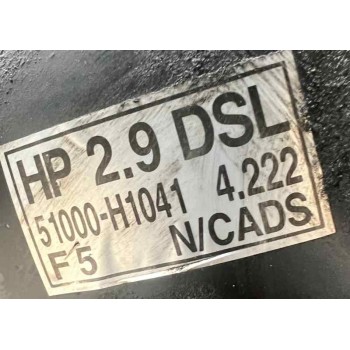 HP 2.9 DSL
51000-H1041 4.222
F5 N/CADS